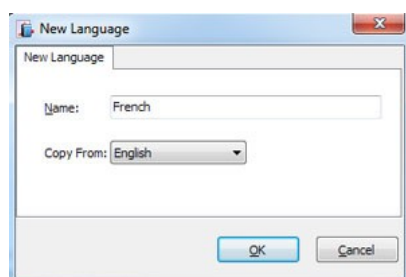 New Language
New Language
Name: French
Copy From: English
OK Cancel